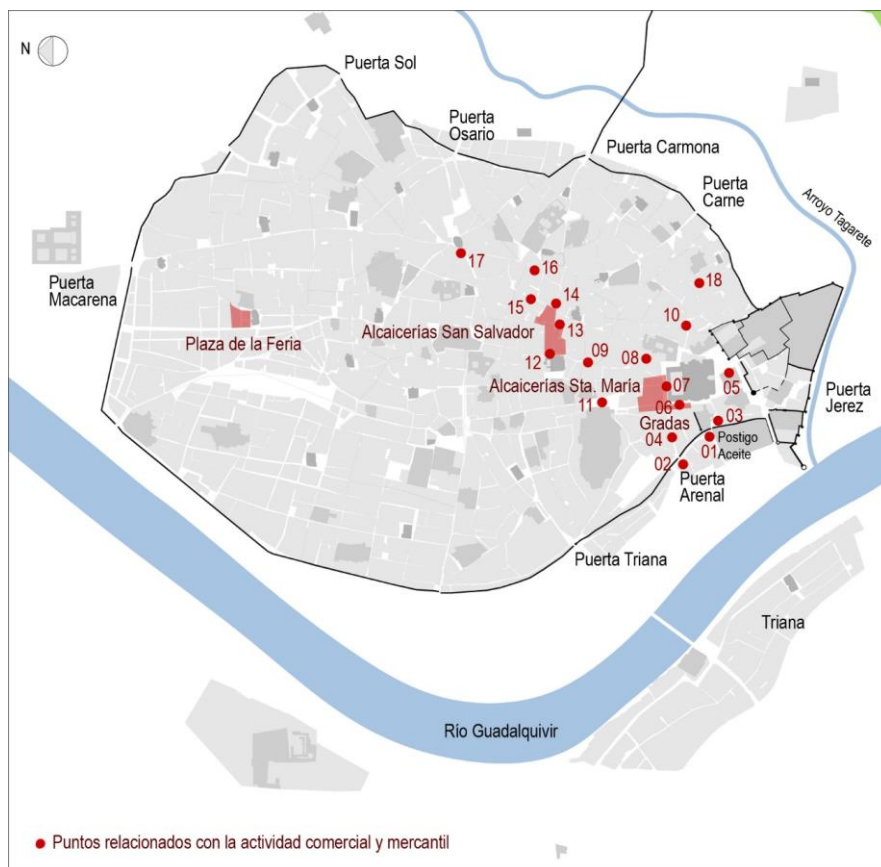 N
Puerta Sol
Puerta
Osario
Puerta Carmona
Puerta
Carne
Arroyo Tagarete
Puerta
Macarena
Plaza de la Feria
17
16
18
15
14
Alcaicerías San Salvador
13
10
12
09
08
05
Alcaicerías Sta. María
07
11
06
Gradas
03
Puerta
Jerez
04
01
Postigo
Aceite
02
Puerta
Arenal
Puerta Triana
Triana
Río Guadalquivir
Puntos relacionados con la actividad comercial y mercantil